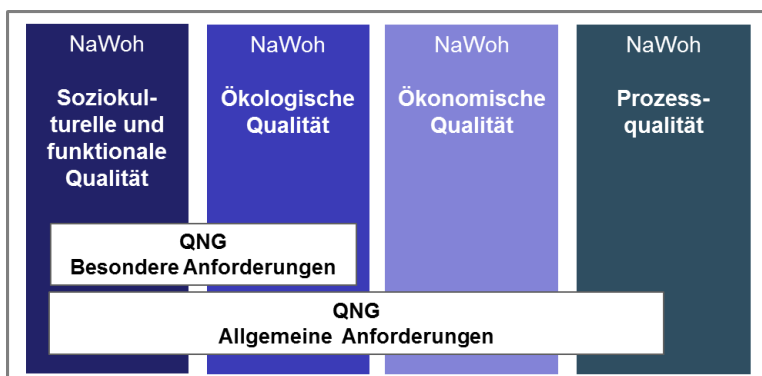 NaWoh
Soziokul-
turelle und
funktionale
Qualität
NaWoh
Ökologische
Qualität
NaWoh
Ökonomische
Qualität
NaWoh
Prozess-
qualität
QNG
Besondere Anforderungen
QNG
Allgemeine Anforderungen